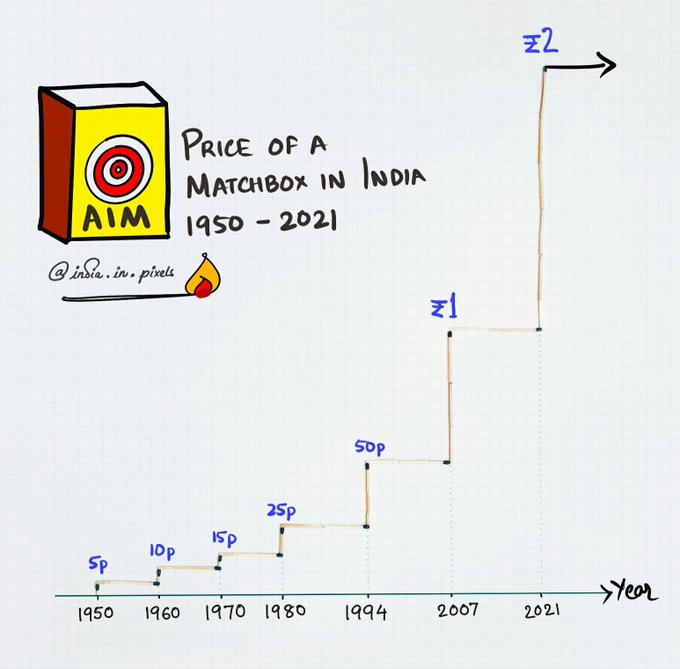 ₹2
PRICE OF A
MATCHBOX IN INDIA
1950 - 2021
AIM
@india.in.pixels
₹1
50p
25p
15p
10p
5p
Year
1950 1960 1970 1980 1994 2007 2021